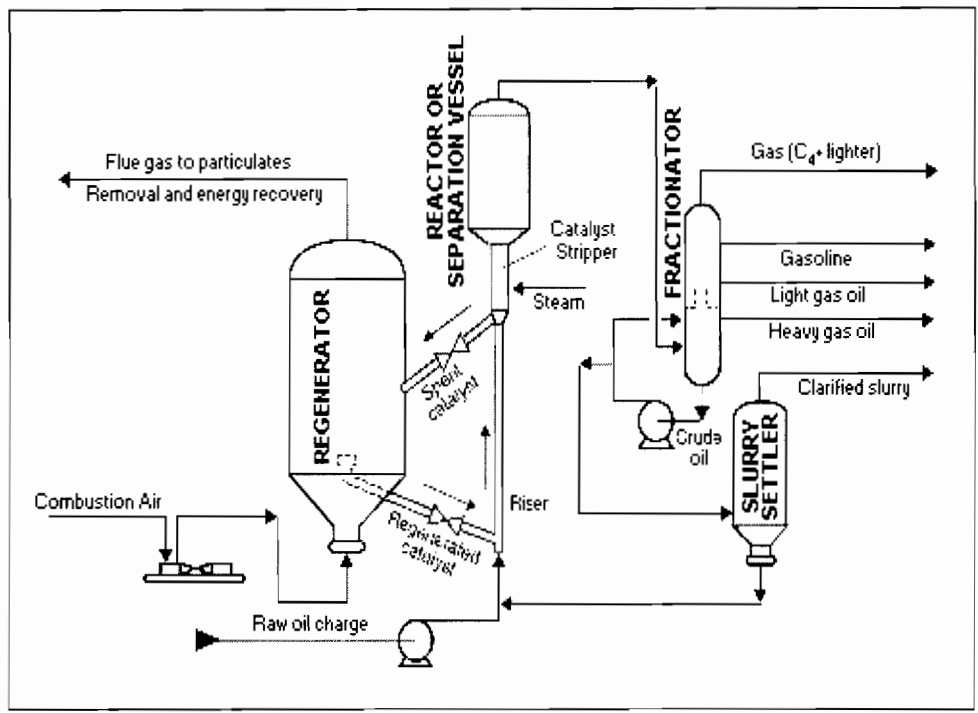 REACTOR OR
SEPARATION VESSEL
FRACTIONATOR
Gas (C4+ lighter)
Flue gas to particulates
Removal and energy recovery
Catalyst
Stripper
Gasoline
Light gas oil
Steam
Heavy gas oil
Spent
catalyst
Clarified slurry
REGENERATOR
Crude
oil
SLURRY
SETTLER
Combustion Air
Riser
Regenerated
catalyst
Raw oil charge